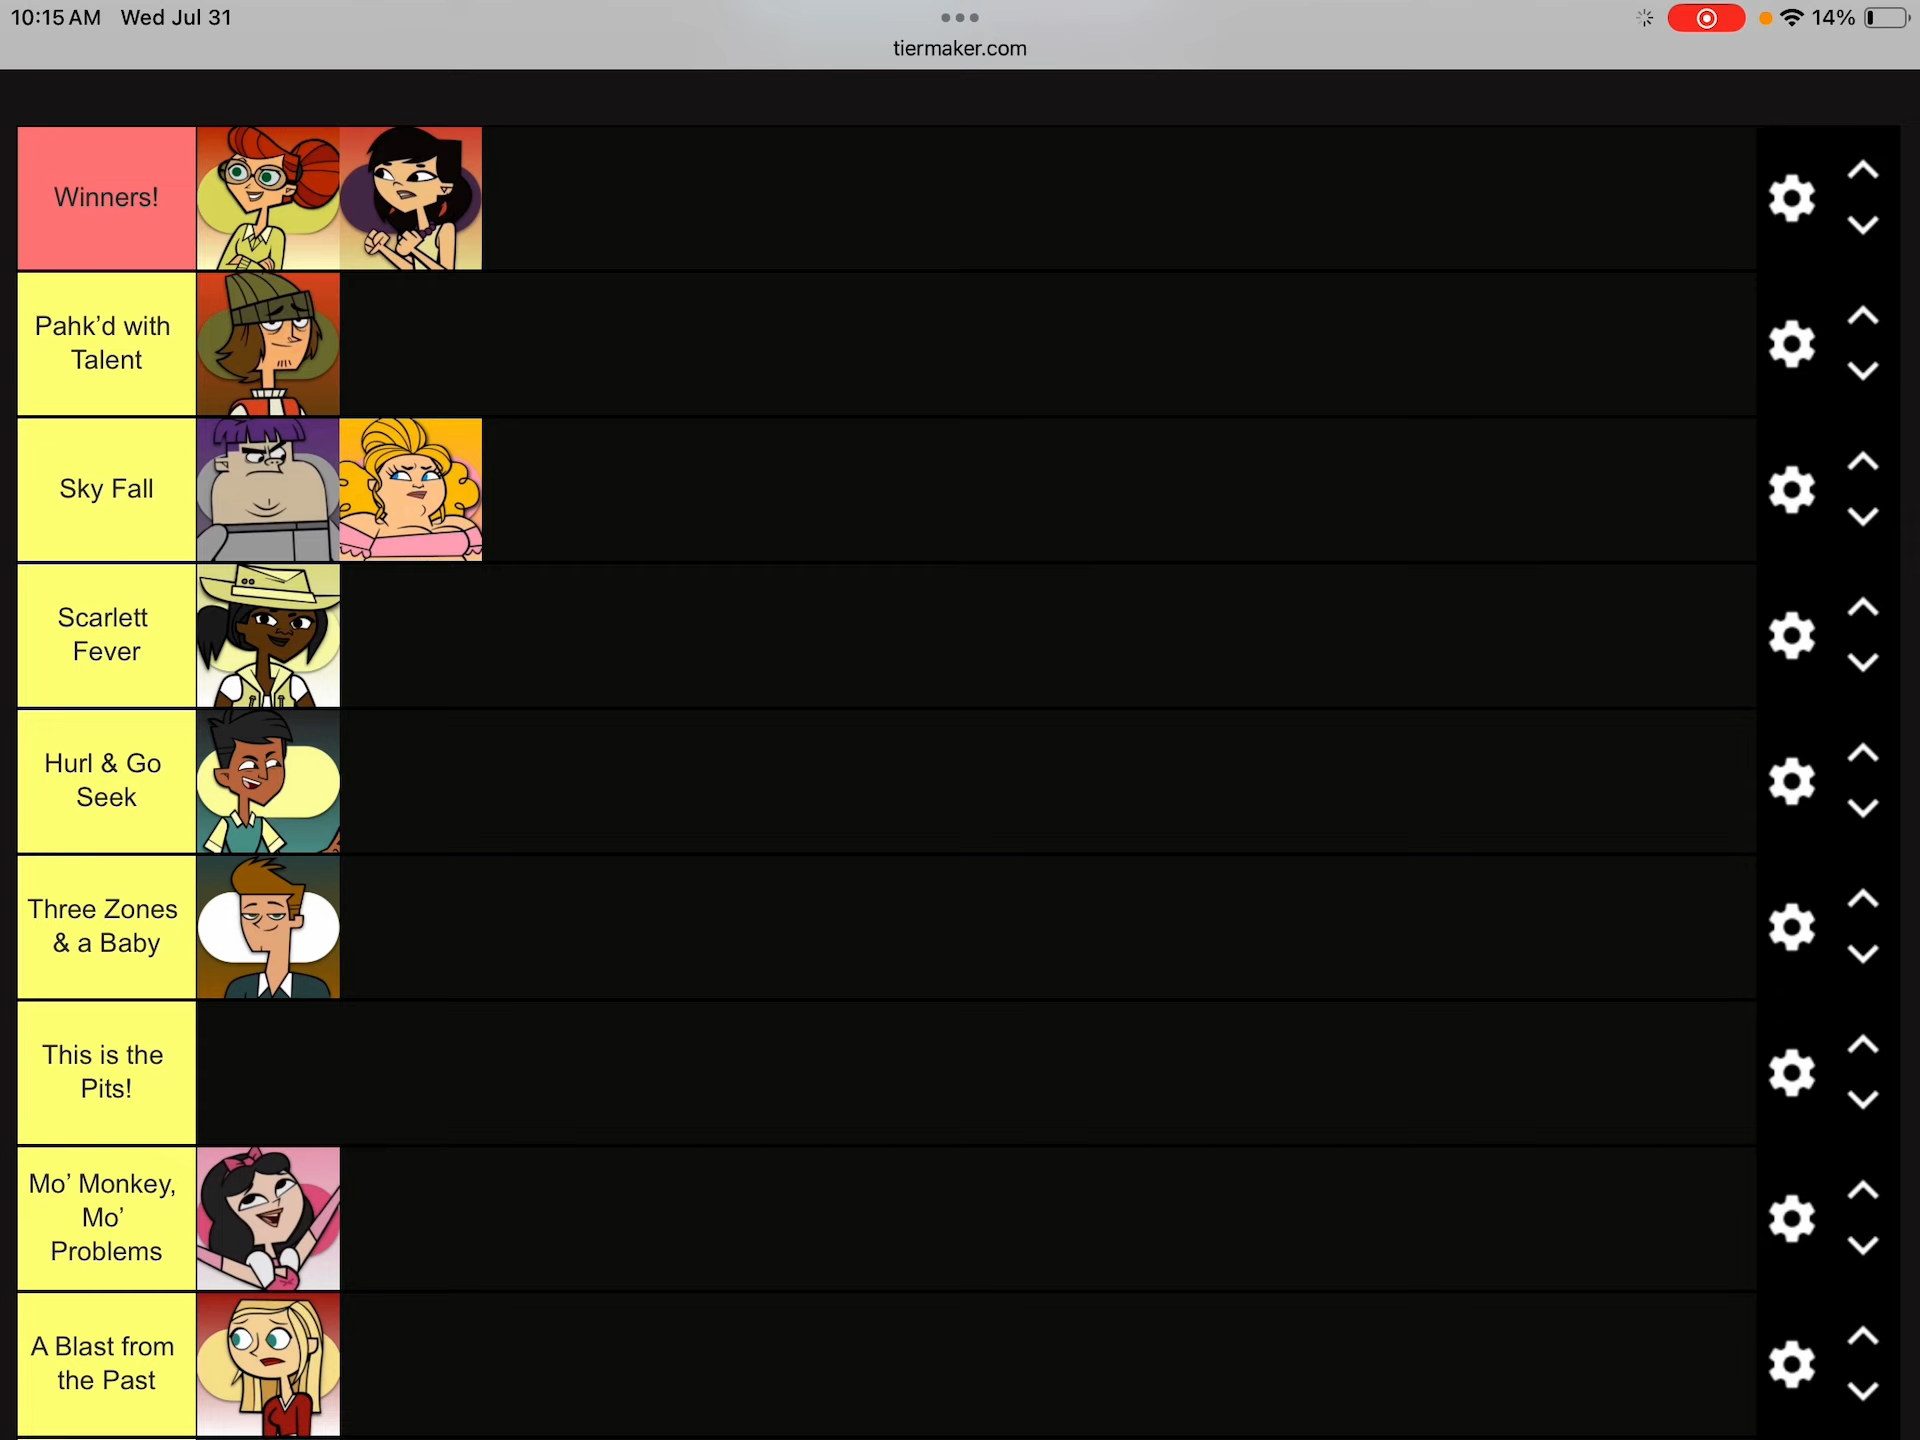 10:15 AM Wed Jul 31
14%
tiermaker.com
Winners!
Pahk’d with
Talent
Sky Fall
Scarlett
Fever
Hurl & Go
Seek
Three Zones
& a Baby
This is the
Pits!
Mo’ Monkey,
Mo’
Problems
A Blast from
the Past